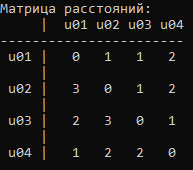 Матрица расстояний:
| u01 u02 u03 u04
-----------------------
u01 | 0 1 1 2
|
u02 | 3 0 1 2
|
u03 | 2 3 0 1
|
u04 | 1 2 2 0